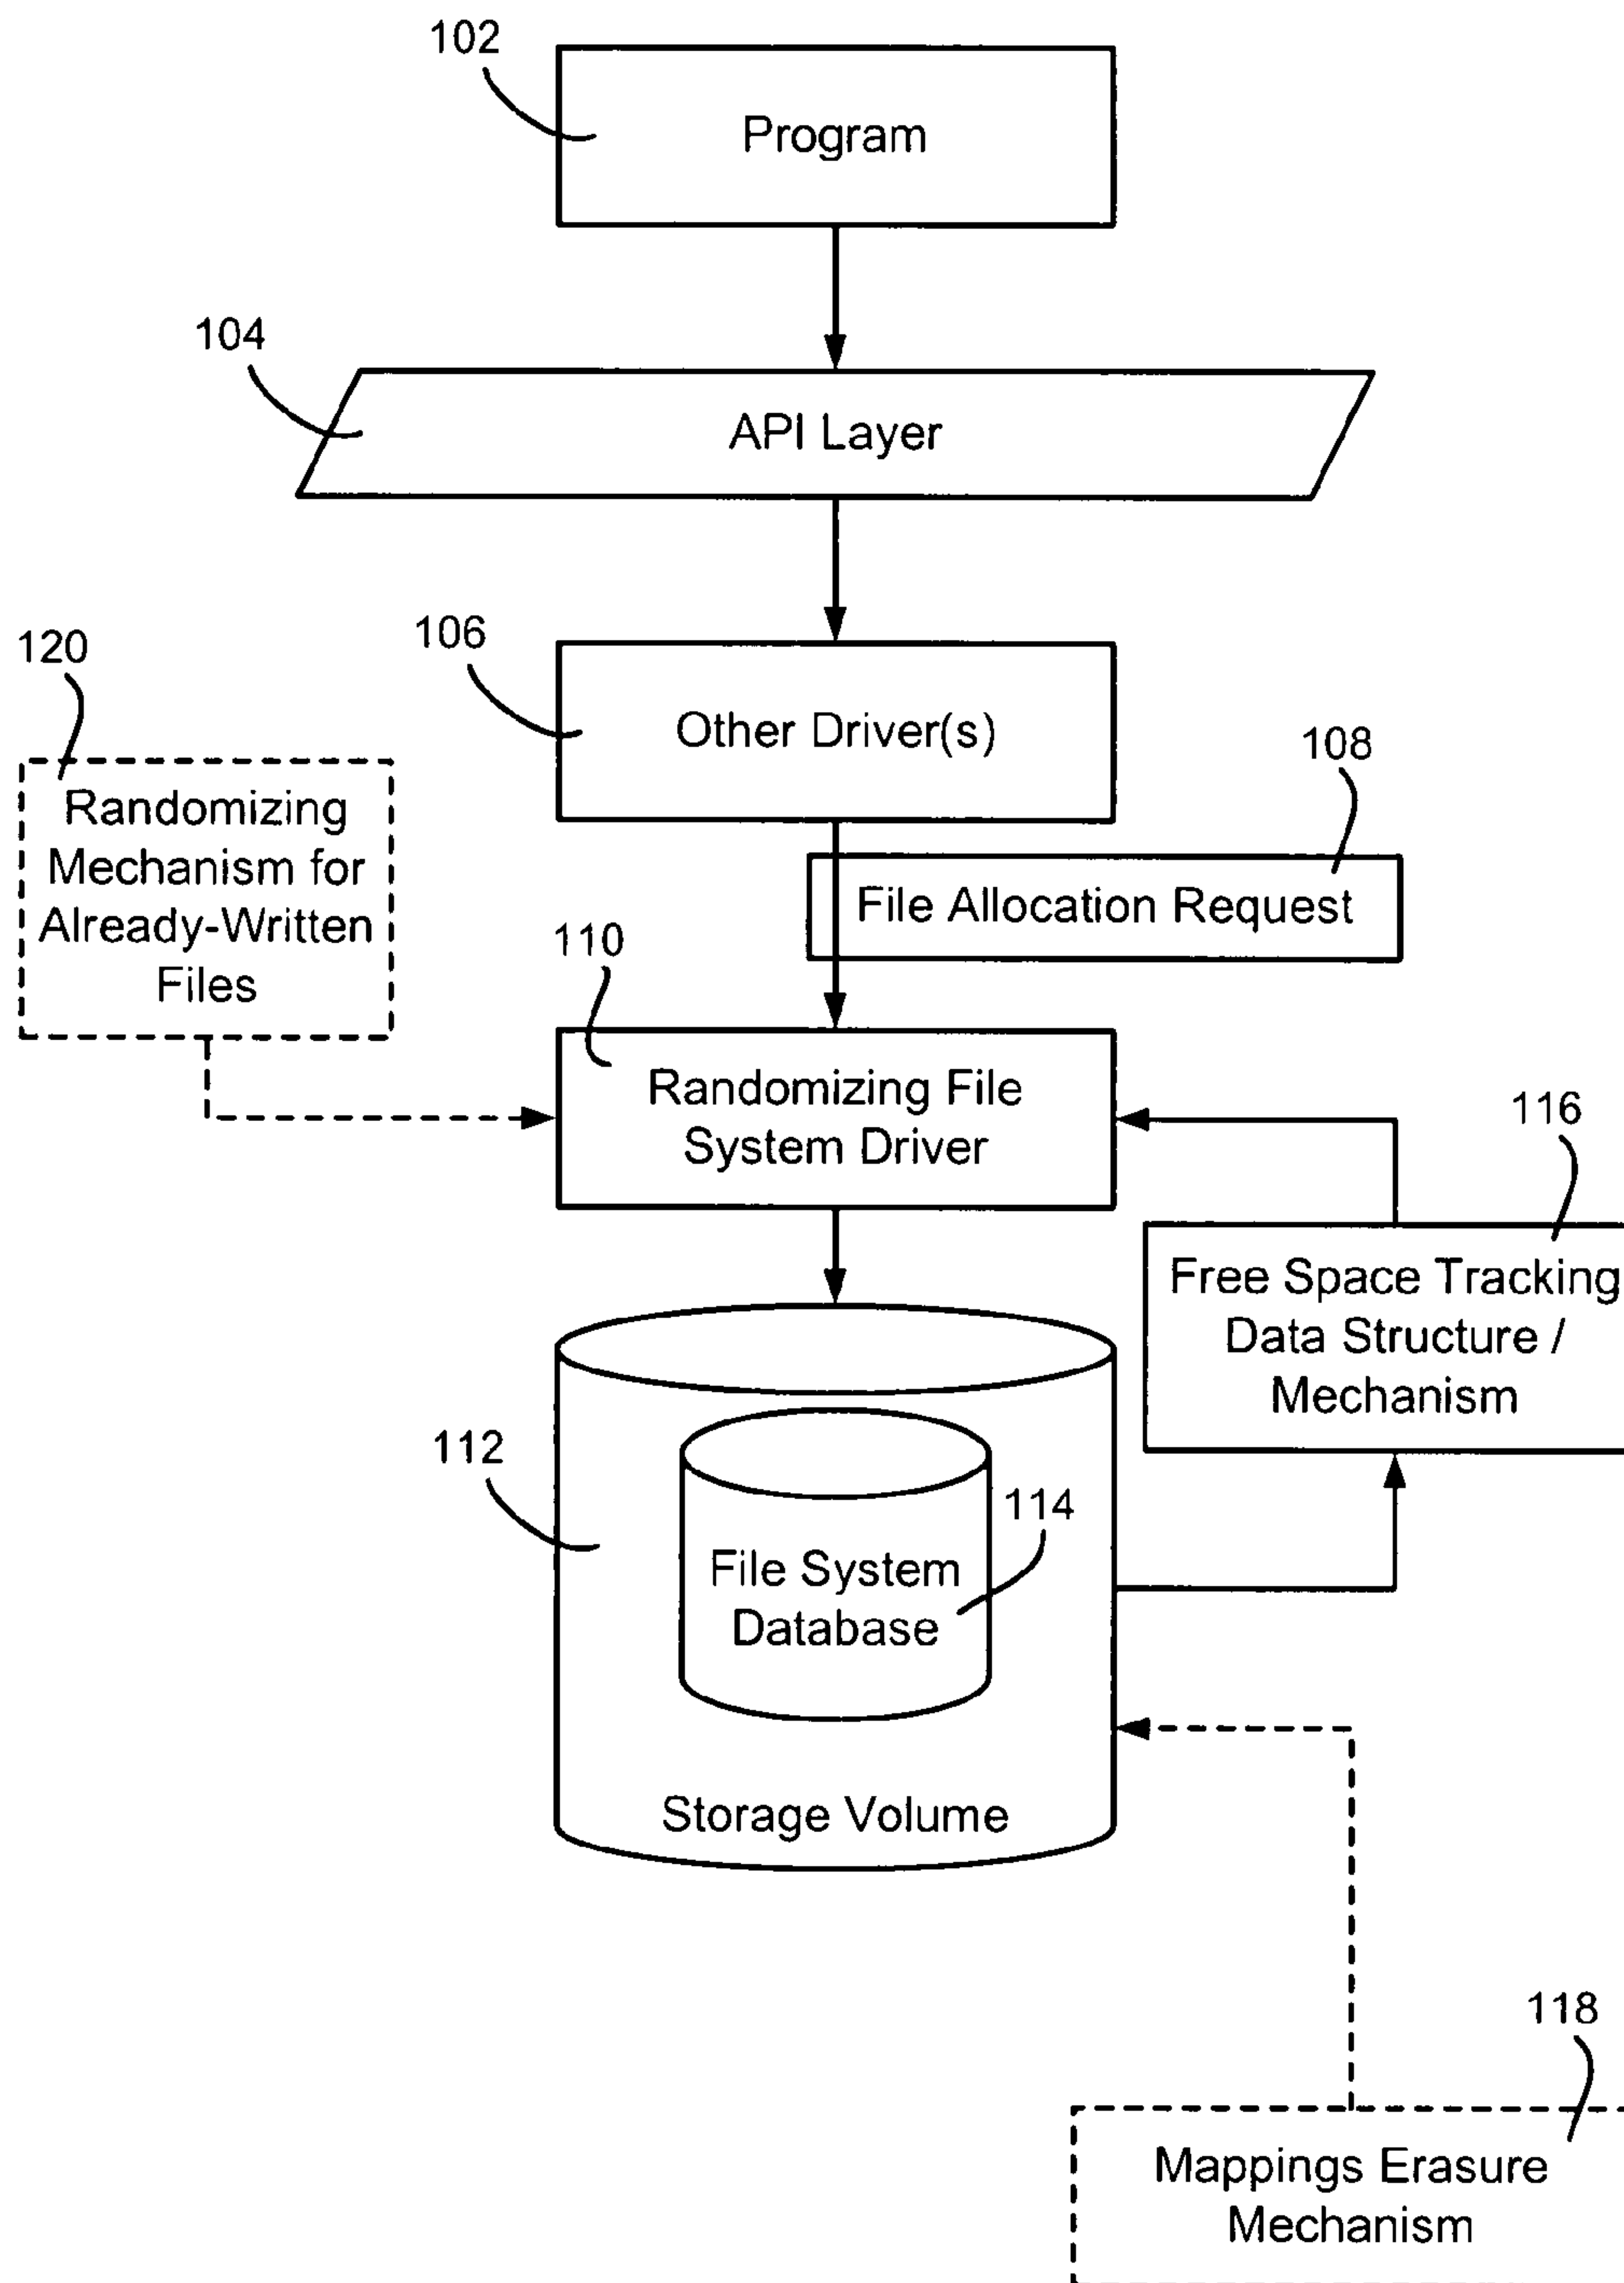 102
Program
104
API Layer
106
Other Driver(s)
120
Randomizing
Mechanism for
Already-Written
Files
108
File Allocation Request
110
Randomizing File
System Driver
116
Free Space Tracking
Data Structure /
Mechanism
112
114
File System
Database
Storage Volume
118
Mappings Erasure
Mechanism